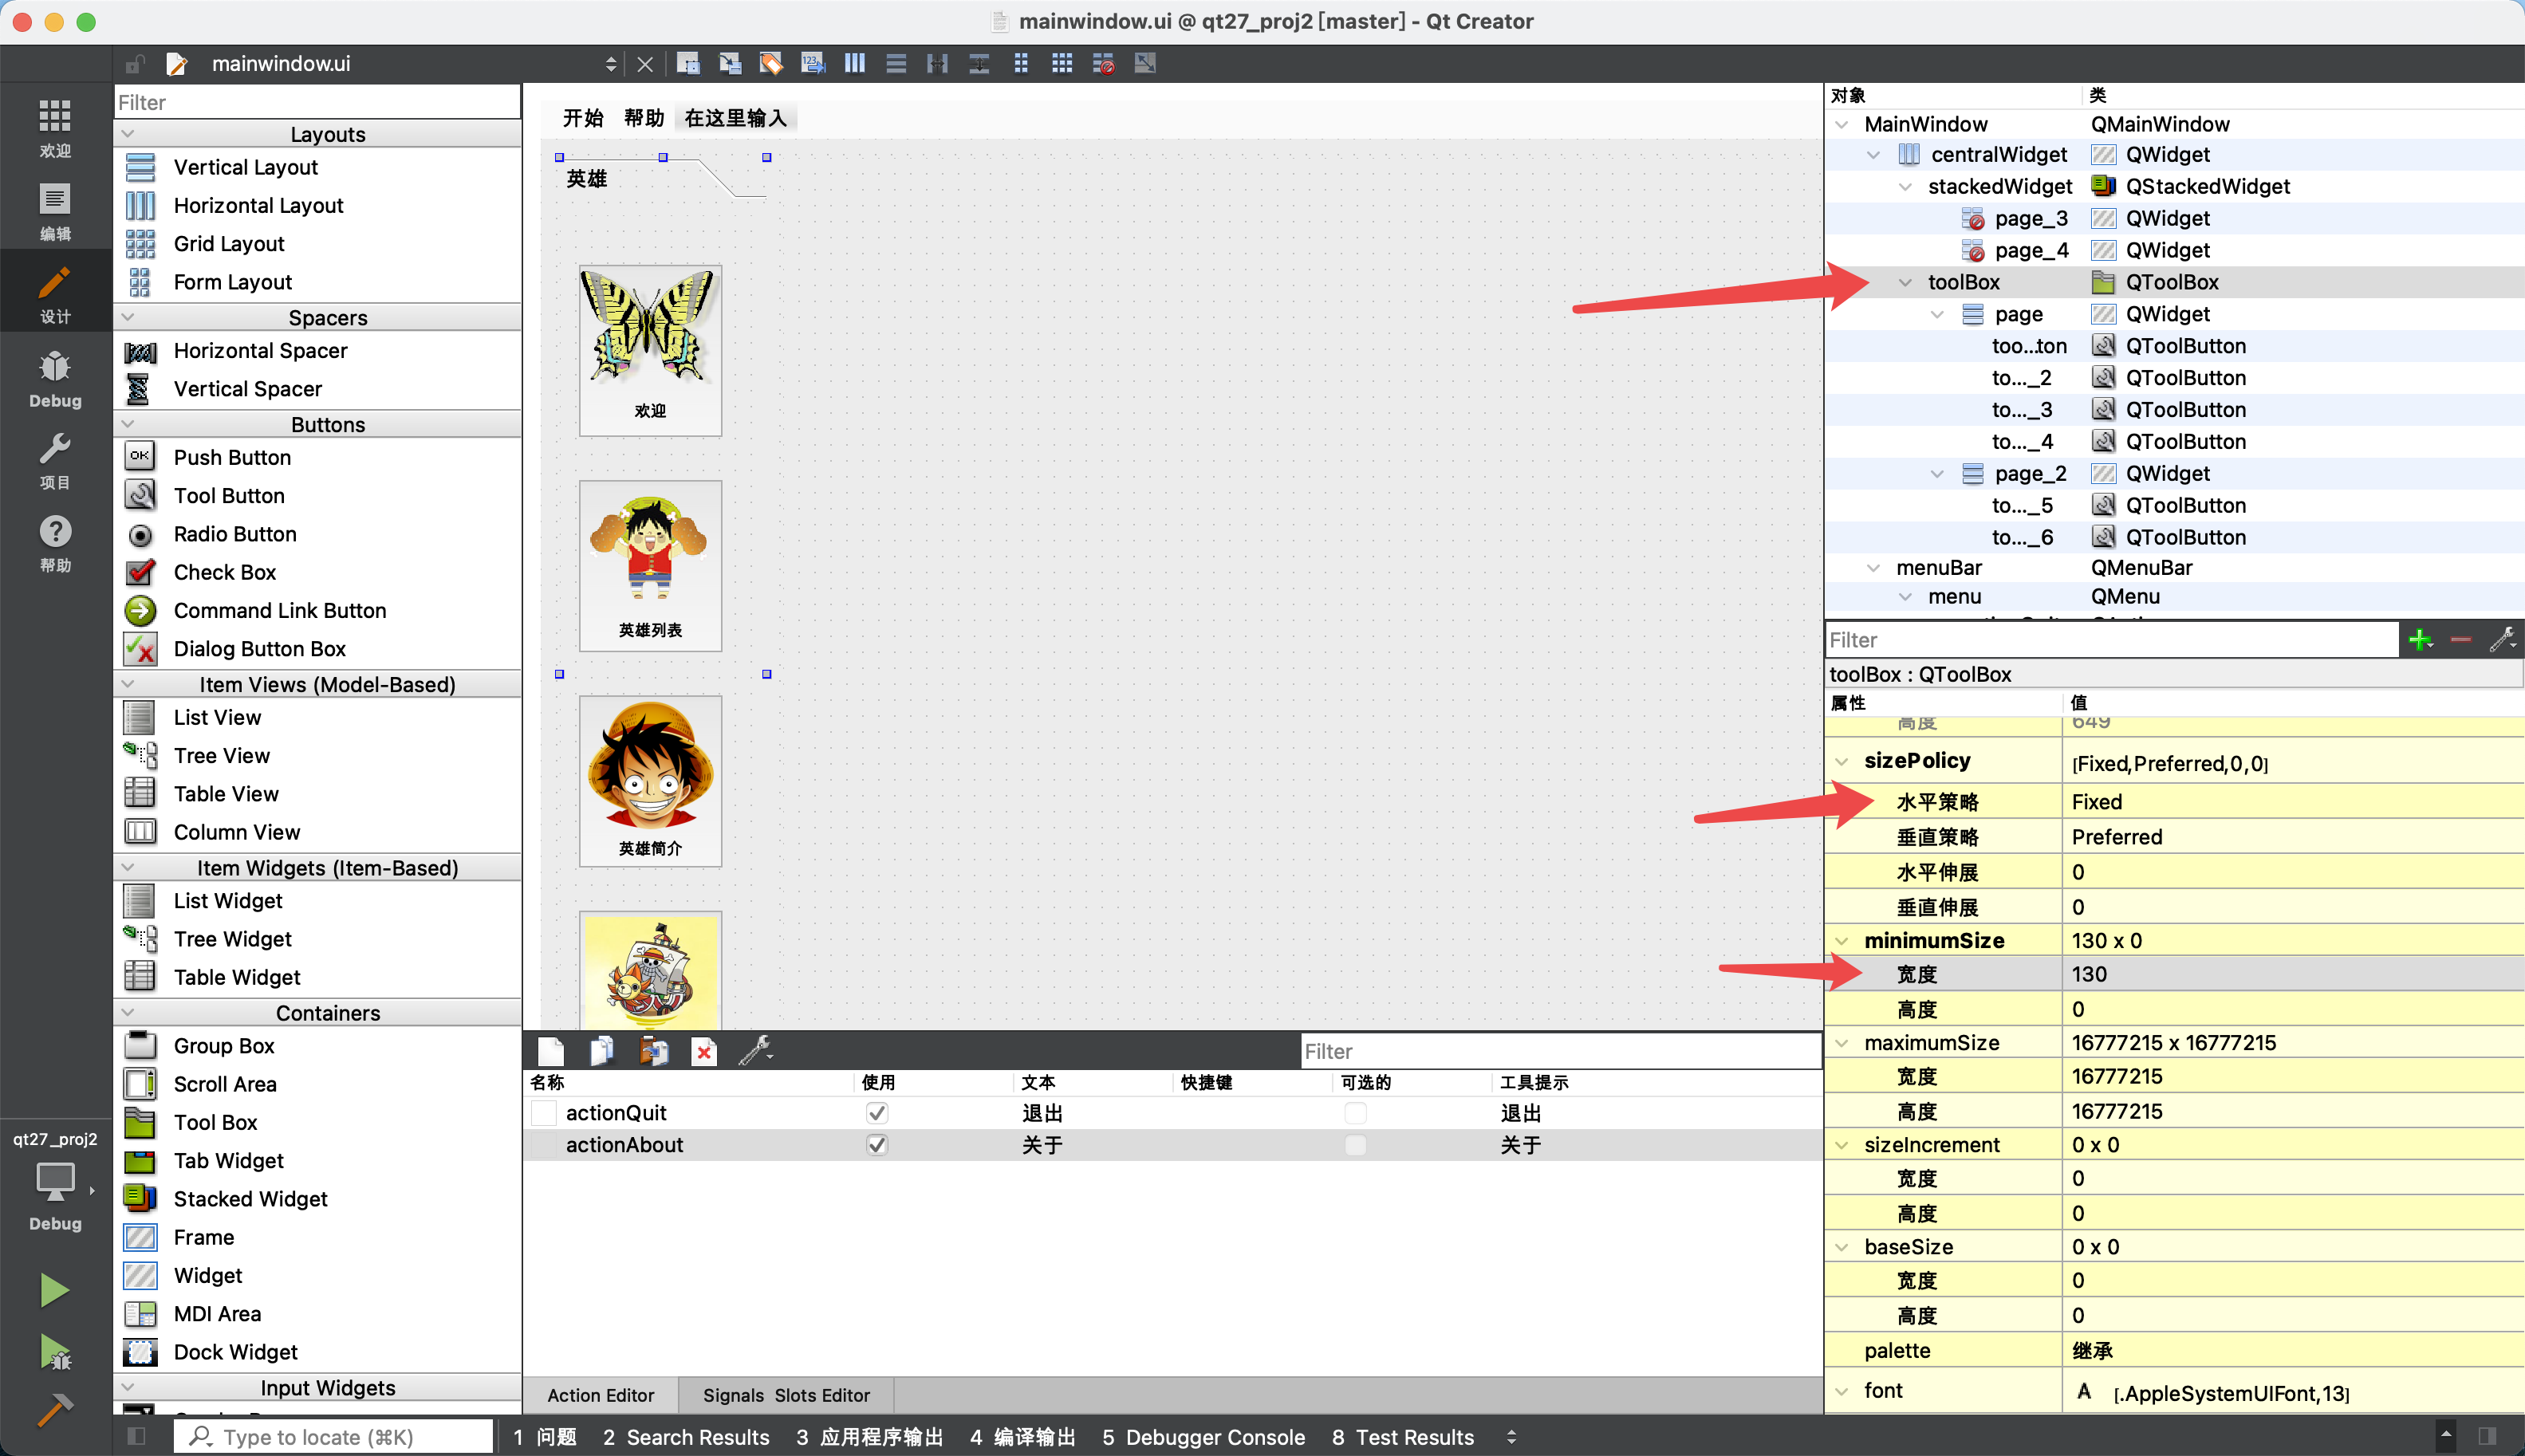 mainwindow.ui @ qt27_proj2 [master] - Qt Creator
mainwindow.ui
欢迎
编辑
设计
Debug
项目
帮助
qt27_proj2
Debug
Filter
Layouts
Vertical Layout
Horizontal Layout
Grid Layout
Form Layout
Spacers
Horizontal Spacer
Vertical Spacer
Buttons
OK
Push Button
Tool Button
Radio Button
Check Box
Command Link Button
Dialog Button Box
Item Views (Model-Based)
List View
Tree View
Table View
Column View
Item Widgets (Item-Based)
List Widget
Tree Widget
Table Widget
Containers
Group Box
Scroll Area
Tool Box
Tab Widget
Stacked Widget
Frame
Widget
MDI Area
Dock Widget
Input Widgets
开始 帮助 在这里输入
英雄
欢迎
英雄列表
英雄简介
Filter
名称 使用 文本 快捷键 可选的 工具提示
actionQuit 退出 退出
actionAbout 关于 关于
Action Editor Signals Slots Editor
对象 类
MainWindow QMainWindow
centralWidget QWidget
stackedWidget QStackedWidget
page_3 QWidget
page_4 QWidget
toolBox QToolBox
page QWidget
too...ton QToolButton
to..._2 QToolButton
to..._3 QToolButton
to..._4 QToolButton
page_2 QWidget
to..._5 QToolButton
to..._6 QToolButton
menuBar QMenuBar
menu QMenu
Filter
toolBox : QToolBox
属性 值
高度 649
sizePolicy [Fixed,Preferred,0,0]
水平策略 Fixed
垂直策略 Preferred
水平伸展 0
垂直伸展 0
minimumSize 130 x 0
宽度 130
高度 0
maximumSize 16777215 x 16777215
宽度 16777215
高度 16777215
sizeIncrement 0 x 0
宽度 0
高度 0
baseSize 0 x 0
宽度 0
高度 0
palette 继承
font A [.AppleSystemUIFont,13]
Type to locate (⌘K) 1 问题 2 Search Results 3 应用程序输出 4 编译输出 5 Debugger Console 8 Test Results